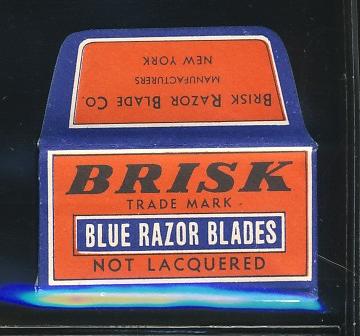 BRISK RAZOR BLADE CO.
MANUFACTURERS
NEW YORK
BRISK
TRADE MARK -
BLUE RAZOR BLADES
NOT LACQUERED